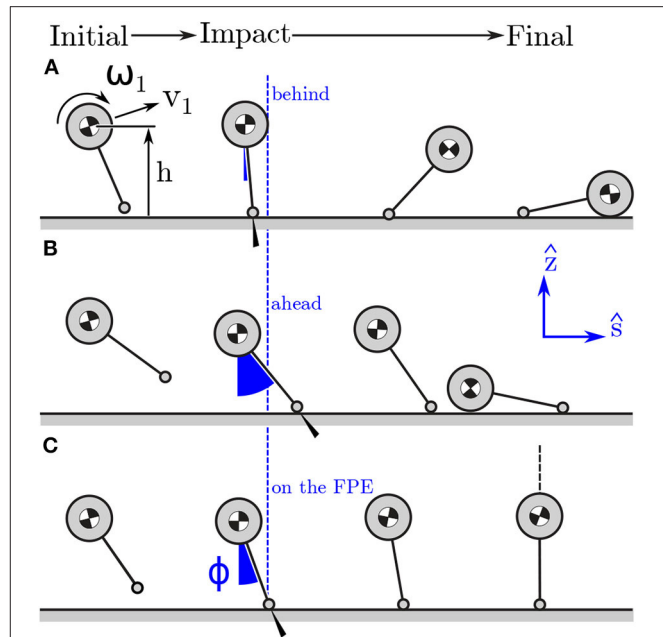 Initial Impact Final
A
ω₁
v₁
h
behind
B
ahead
ẑ
ŝ
C
on the FPE
ϕ